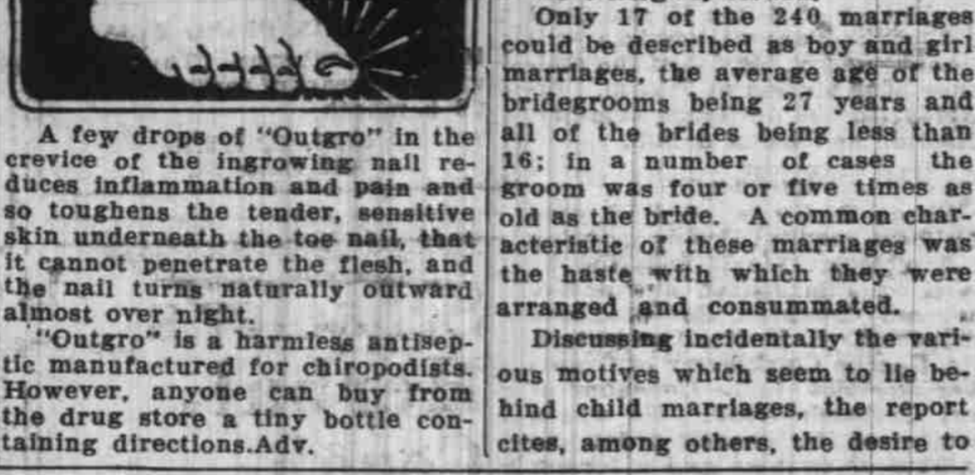 A few drops of "Outgro" in the
crevice of the ingrowing nail re-
duces inflammation and pain and
so toughens the tender, sensitive
skin underneath the toe nail, that
it cannot penetrate the flesh, and
the nail turns naturally outward
almost over night.
"Outgro" is a harmless antisep-
tic manufactured for chiropodists.
However, anyone can buy from
the drug store a tiny bottle con-
taining directions.Adv.
Only 17 of the 240 marriages
could be described as boy and girl
marriages, the average age of the
bridegrooms being 27 years and
all of the brides being less than
16; in a number of cases the
groom was four or five times as
old as the bride. A common char-
acteristic of these marriages was
the haste with which they were
arranged and consummated.
Discussing incidentally the vari-
ous motives which seem to lie be-
hind child marriages, the report
cites, among others, the desire to